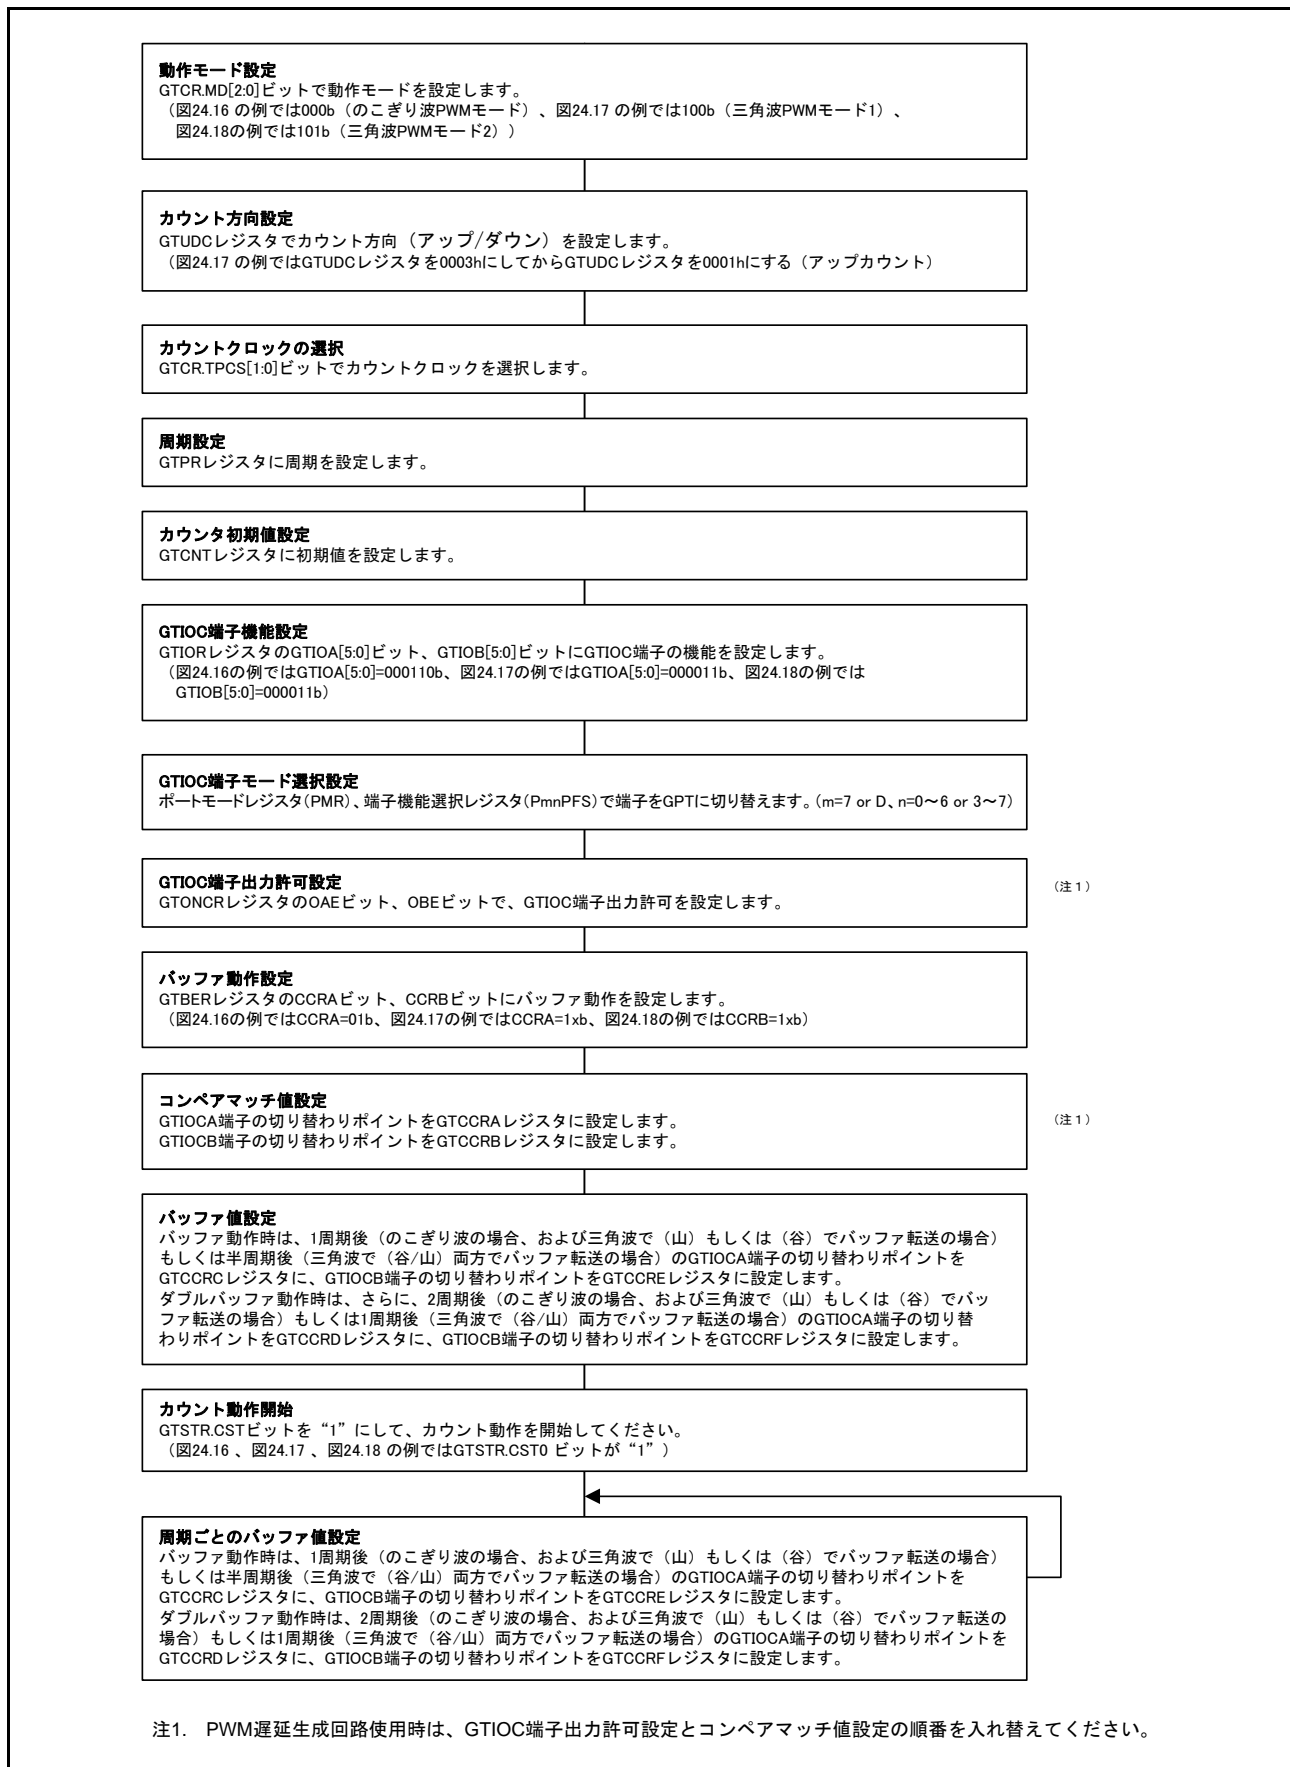 動作モード設定
GTCR.MD[2:0]ビットで動作モードを設定します。
（図24.16 の例では000b（のこぎり波PWMモード）、図24.17 の例では100b（三角波PWMモード1）、
図24.18の例では101b（三角波PWMモード2））
カウント方向設定
GTUDCレジスタでカウント方向（アップ/ダウン）を設定します。
（図24.17 の例ではGTUDCレジスタを0003hにしてからGTUDCレジスタを0001hにする（アップカウント）
カウントクロックの選択
GTCR.TPCS[1:0]ビットでカウントクロックを選択します。
周期設定
GTPRレジスタに周期を設定します。
カウンタ初期値設定
GTCNTレジスタに初期値を設定します。
GTIOC端子機能設定
GTIORレジスタのGTIOA[5:0]ビット、GTIOB[5:0]ビットにGTIOC端子の機能を設定します。
（図24.16の例ではGTIOA[5:0]=000110b、図24.17の例ではGTIOA[5:0]=000011b、図24.18の例では
GTIOB[5:0]=000011b）
GTIOC端子モード選択設定
ポートモードレジスタ(PMR)、端子機能選択レジスタ(PmnPFS)で端子をGPTに切り替えます。(m=7 or D、n=0～6 or 3～7)
GTIOC端子出力許可設定
GTONCRレジスタのOAEビット、OBEビットで、GTIOC端子出力許可を設定します。
（注１）
バッファ動作設定
GTBERレジスタのCCRAビット、CCRBビットにバッファ動作を設定します。
（図24.16の例ではCCRA=01b、図24.17の例ではCCRA=1xb、図24.18の例ではCCRB=1xb）
コンペアマッチ値設定
GTIOCA端子の切り替わりポイントをGTCCRAレジスタに設定します。
GTIOCB端子の切り替わりポイントをGTCCRBレジスタに設定します。
（注１）
バッファ値設定
バッファ動作時は、1周期後（のこぎり波の場合、および三角波で（山）もしくは（谷）でバッファ転送の場合）
もしくは半周期後（三角波で（谷/山）両方でバッファ転送の場合）のGTIOCA端子の切り替わりポイントを
GTCCRCレジスタに、GTIOCB端子の切り替わりポイントをGTCCREレジスタに設定します。
ダブルバッファ動作時は、さらに、2周期後（のこぎり波の場合、および三角波で（山）もしくは（谷）でバッ
ファ転送の場合）もしくは1周期後（三角波で（谷/山）両方でバッファ転送の場合）のGTIOCA端子の切り替
わりポイントをGTCCRDレジスタに、GTIOCB端子の切り替わりポイントをGTCCRFレジスタに設定します。
カウント動作開始
GTSTR.CSTビットを“1”にして、カウント動作を開始してください。
（図24.16 、図24.17 、図24.18 の例ではGTSTR.CST0 ビットが“1”）
周期ごとのバッファ値設定
バッファ動作時は、1周期後（のこぎり波の場合、および三角波で（山）もしくは（谷）でバッファ転送の場合）
もしくは半周期後（三角波で（谷/山）両方でバッファ転送の場合）のGTIOCA端子の切り替わりポイントを
GTCCRCレジスタに、GTIOCB端子の切り替わりポイントをGTCCREレジスタに設定します。
ダブルバッファ動作時は、2周期後（のこぎり波の場合、および三角波で（山）もしくは（谷）でバッファ転送の
場合）もしくは1周期後（三角波で（谷/山）両方でバッファ転送の場合）のGTIOCA端子の切り替わりポイントを
GTCCRDレジスタに、GTIOCB端子の切り替わりポイントをGTCCRFレジスタに設定します。
注1. PWM遅延生成回路使用時は、GTIOC端子出力許可設定とコンペアマッチ値設定の順番を入れ替えてください。